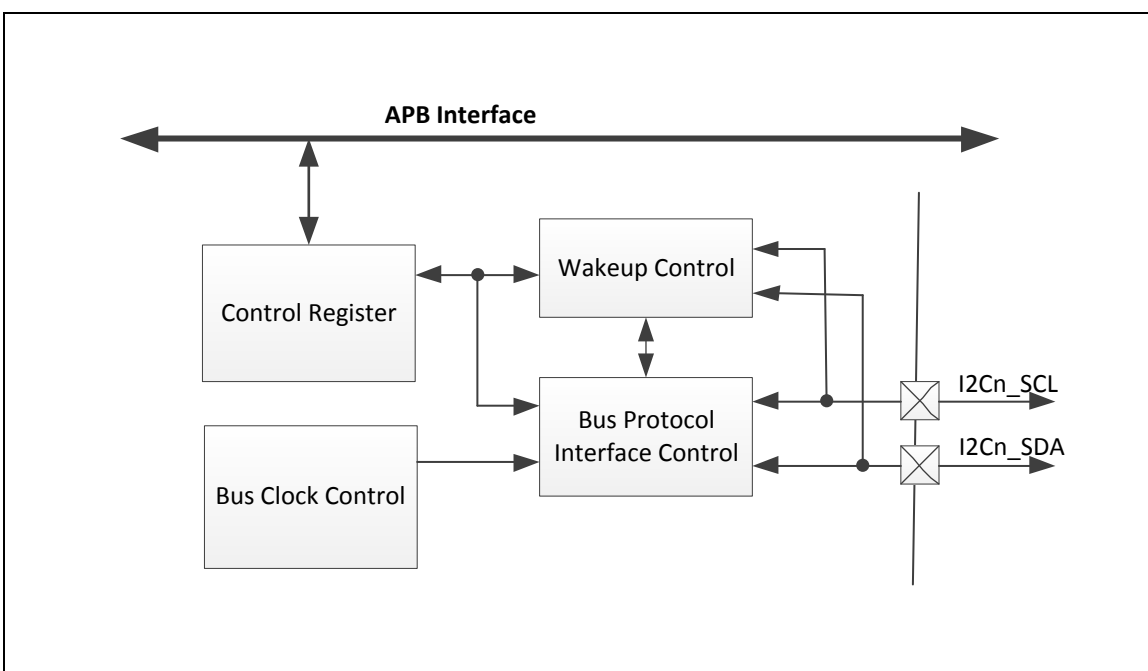 APB Interface
Wakeup Control
Control Register
I2Cn_SCL
Bus Protocol
Interface Control
I2Cn_SDA
Bus Clock Control